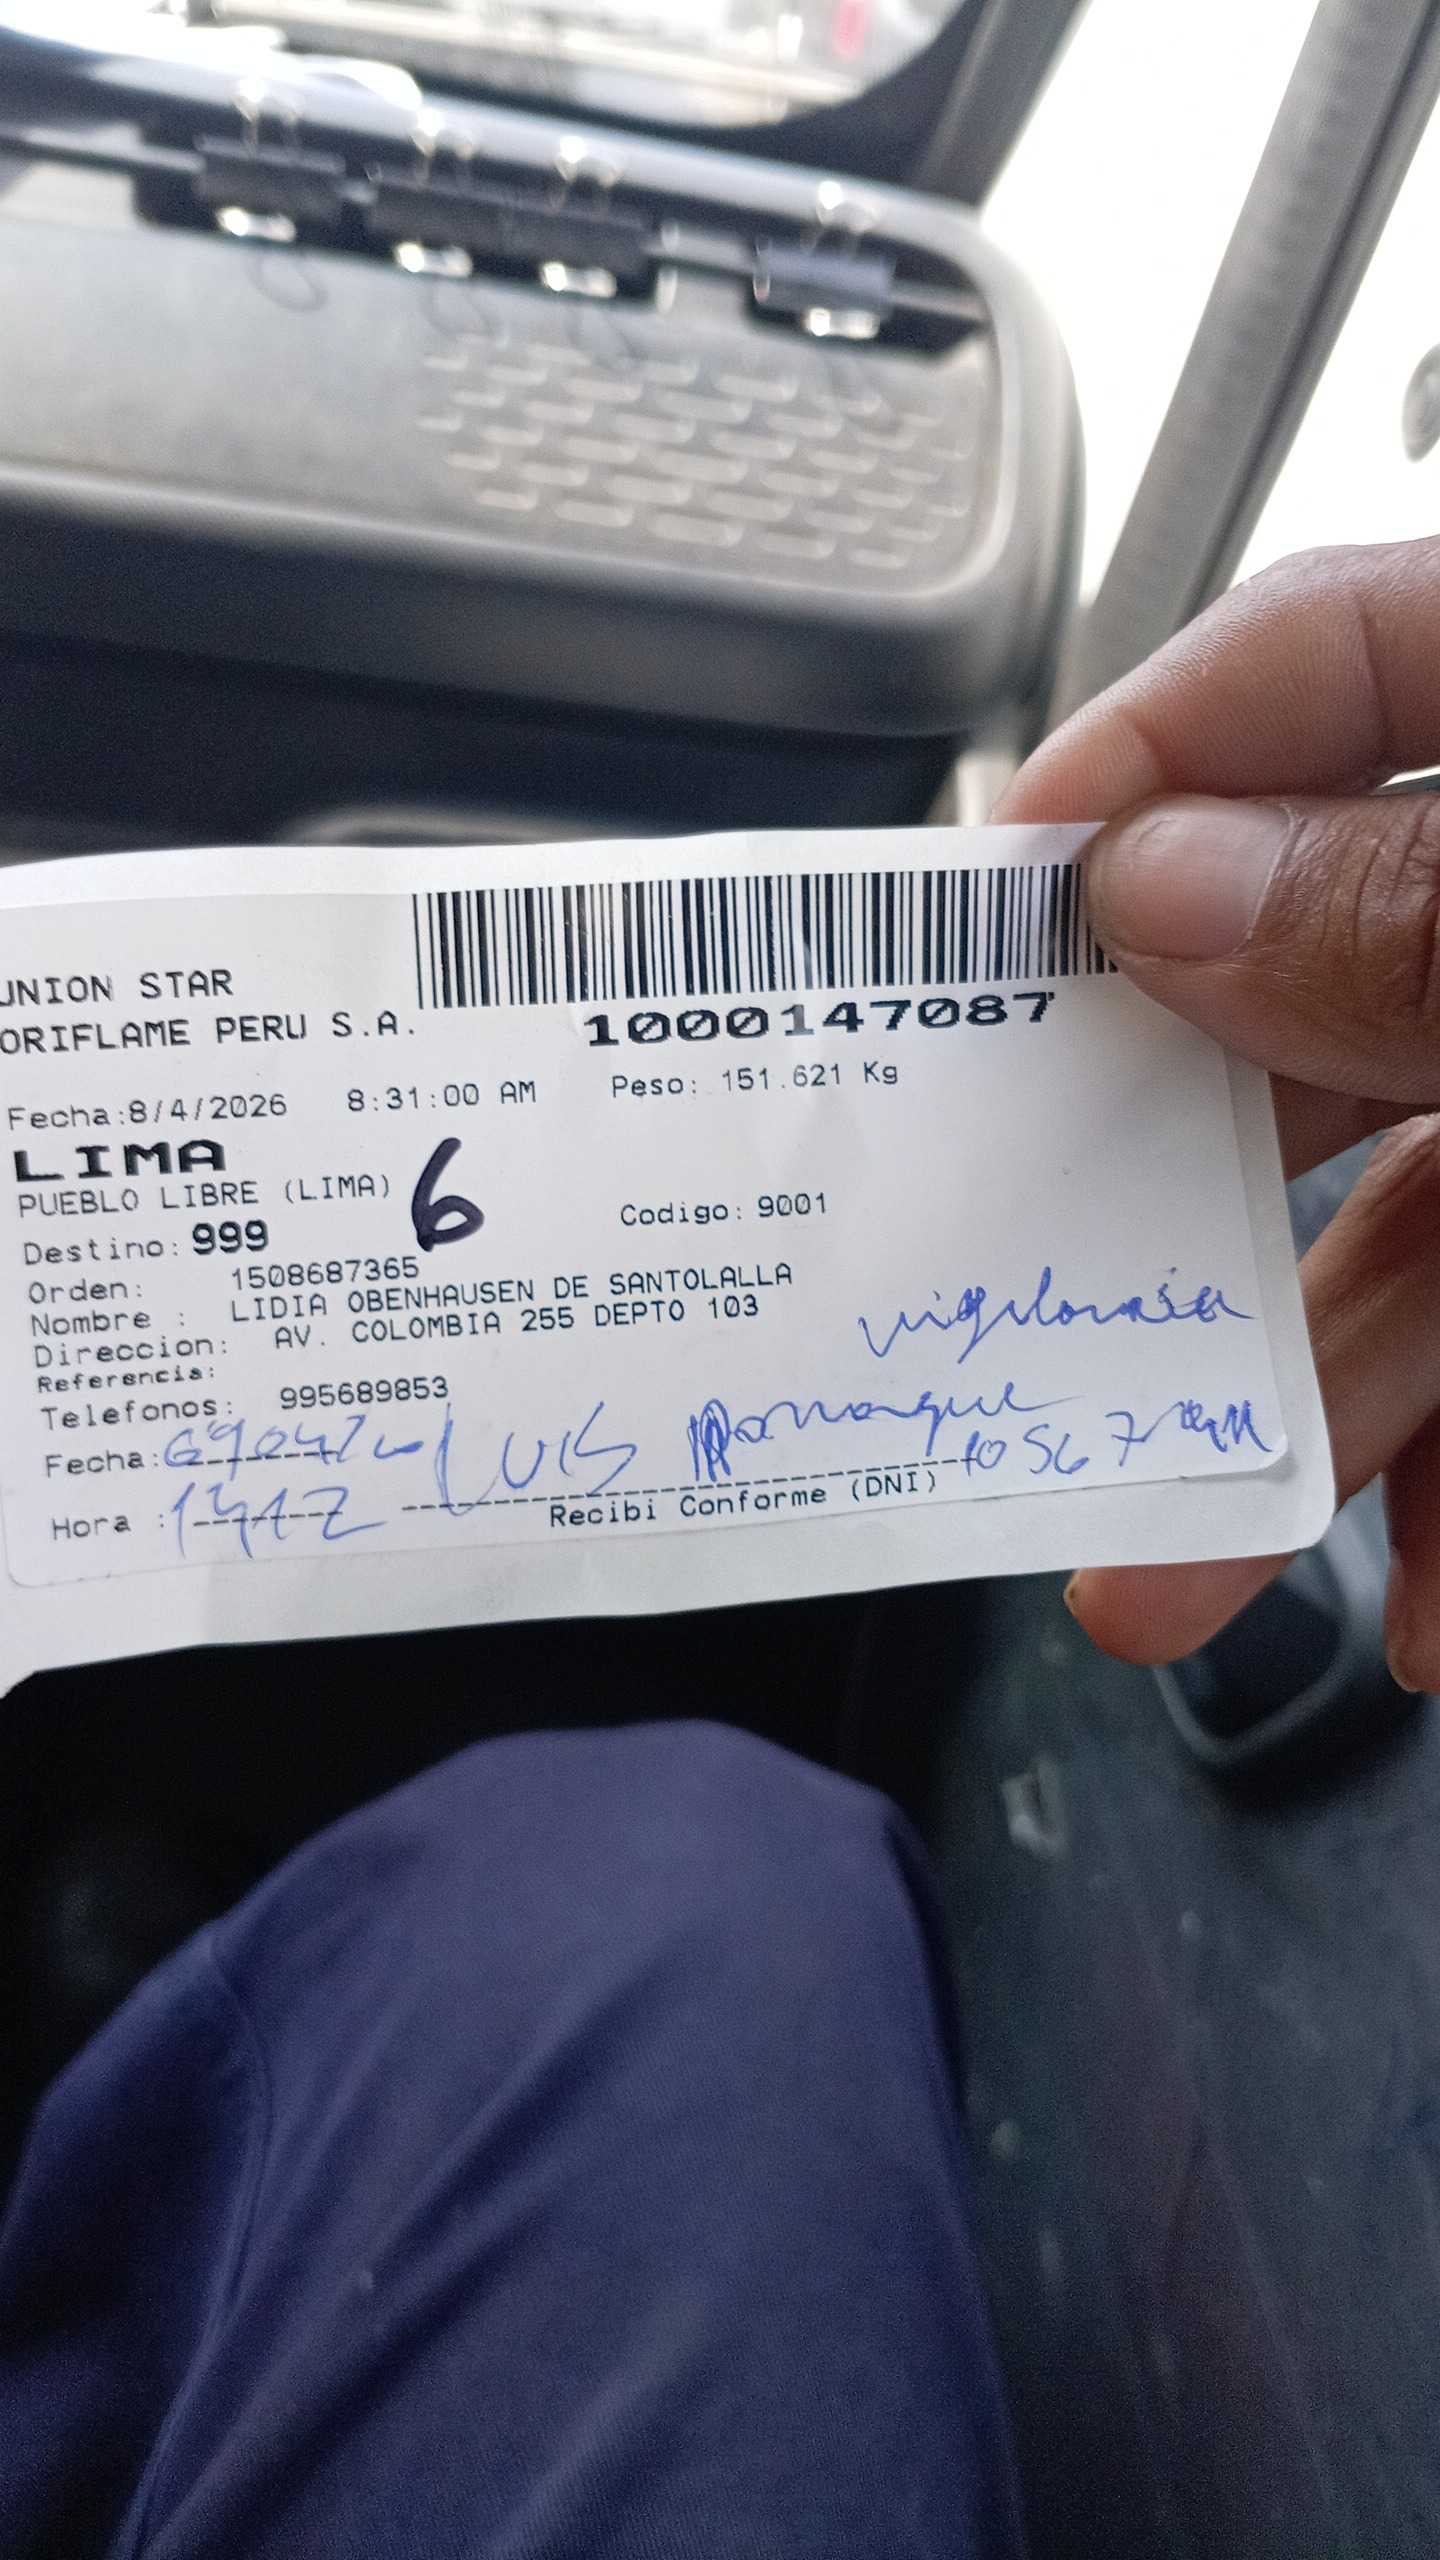 UNION STAR
ORIFLAME PERU S.A.
1000147087
Fecha:8/4/2026 8:31:00 AM Peso: 151.621 Kg
LIMA
PUEBLO LIBRE (LIMA) 6
Destino: 999 Codigo: 9001
Orden: 1508687365
Nombre : LIDIA OBENHAUSEN DE SANTOLALLA
Direccion: AV. COLOMBIA 255 DEPTO 103
vigilancia
Referencia:
Telefonos: 995689853
Fecha: LUIS
Hora :
Recibi Conforme (DNI)